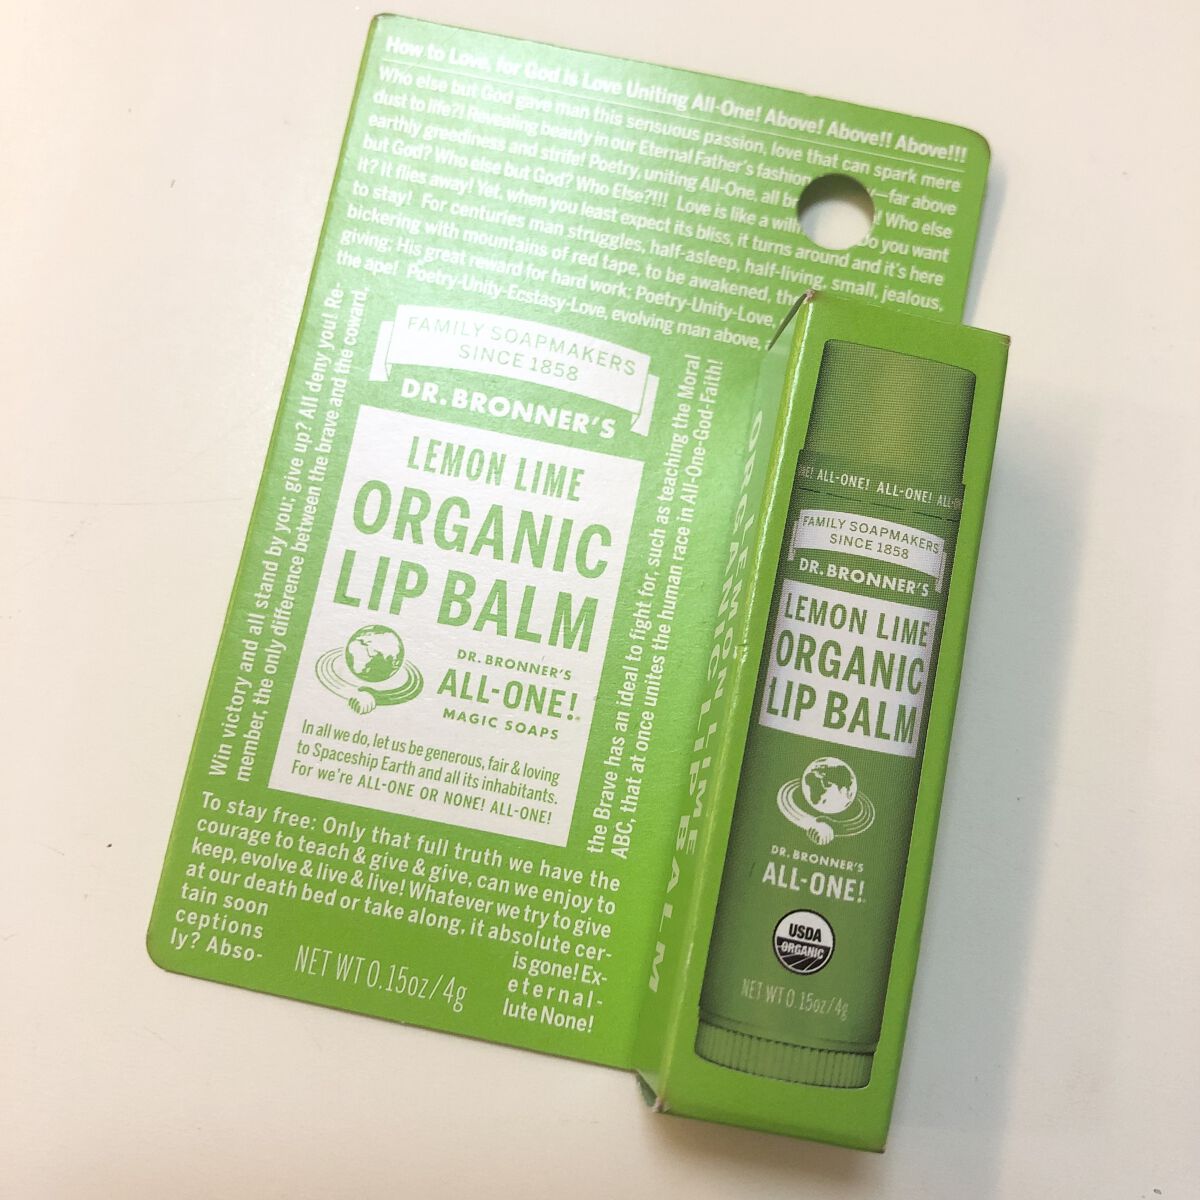 How to Love, for God is Love Uniting All-One! Above! Above!! Above!!!
Who else but God gave man this sensuous passion, love that can spark mere
dust to life?! Revealing beauty in our Eternal Father's fashion, —far above
earthly greediness and strife! Poetry, uniting All-One, all ! Who else
but God? Who else but God? Who Else?!!! Love is like a Do you want
it? It flies away! Yet, when you least expect its bliss, it turns around and it's here
to stay! For centuries man struggles, half-asleep, half-living, small, jealous,
bickering with mountains of red tape, to be awakened,
giving: His great reward for hard work: Poetry-Unity-Love,
the ape! Poetry-Unity-Ecstasy-Love, evolving man above,
Win victory and all stand by you; give up? All deny you! Re-
member, the only difference between the brave and the coward,
FAMILY SOAPMAKERS
SINCE 1858
DR. BRONNER'S
LEMON LIME
ORGANIC
LIP BALM
DR. BRONNER'S
ALL-ONE!
MAGIC SOAPS
In all we do, let us be generous, fair & loving
to Spaceship Earth and all its inhabitants.
For we're ALL-ONE OR NONE! ALL-ONE!
the Brave has an ideal to fight for, such as teaching the Moral
ABC, that at once unites the human race in All-One-God-Faith!
To stay free: Only that full truth we have the
courage to teach & give & give, can we enjoy to
keep, evolve & live & live! Whatever we try to give
at our death bed or take along, it absolute cer-
tain soon is gone! Ex-
ceptions eternal-
ly? Abso- lute None!
NET WT 0.15oz/4g
LEMON LIME
ORGANIC LIP BALM
ALL-ONE! ALL-ONE!
FAMILY SOAPMAKERS
SINCE 1858
DR. BRONNER'S
LEMON LIME
ORGANIC
LIP BALM
DR. BRONNER'S
ALL-ONE!
USDA
ORGANIC
NET WT 0.15oz/4g